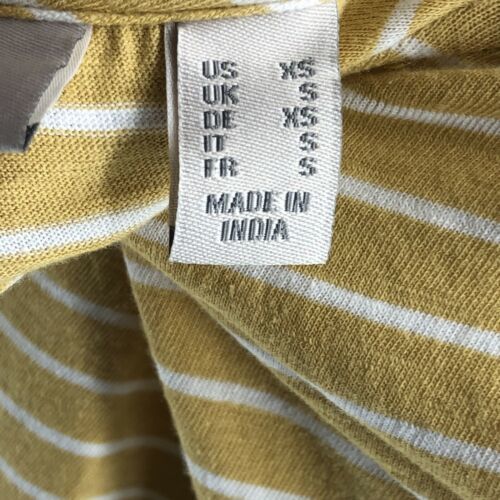 US XS
UK S
DE XS
IT S
FR S
MADE IN
INDIA